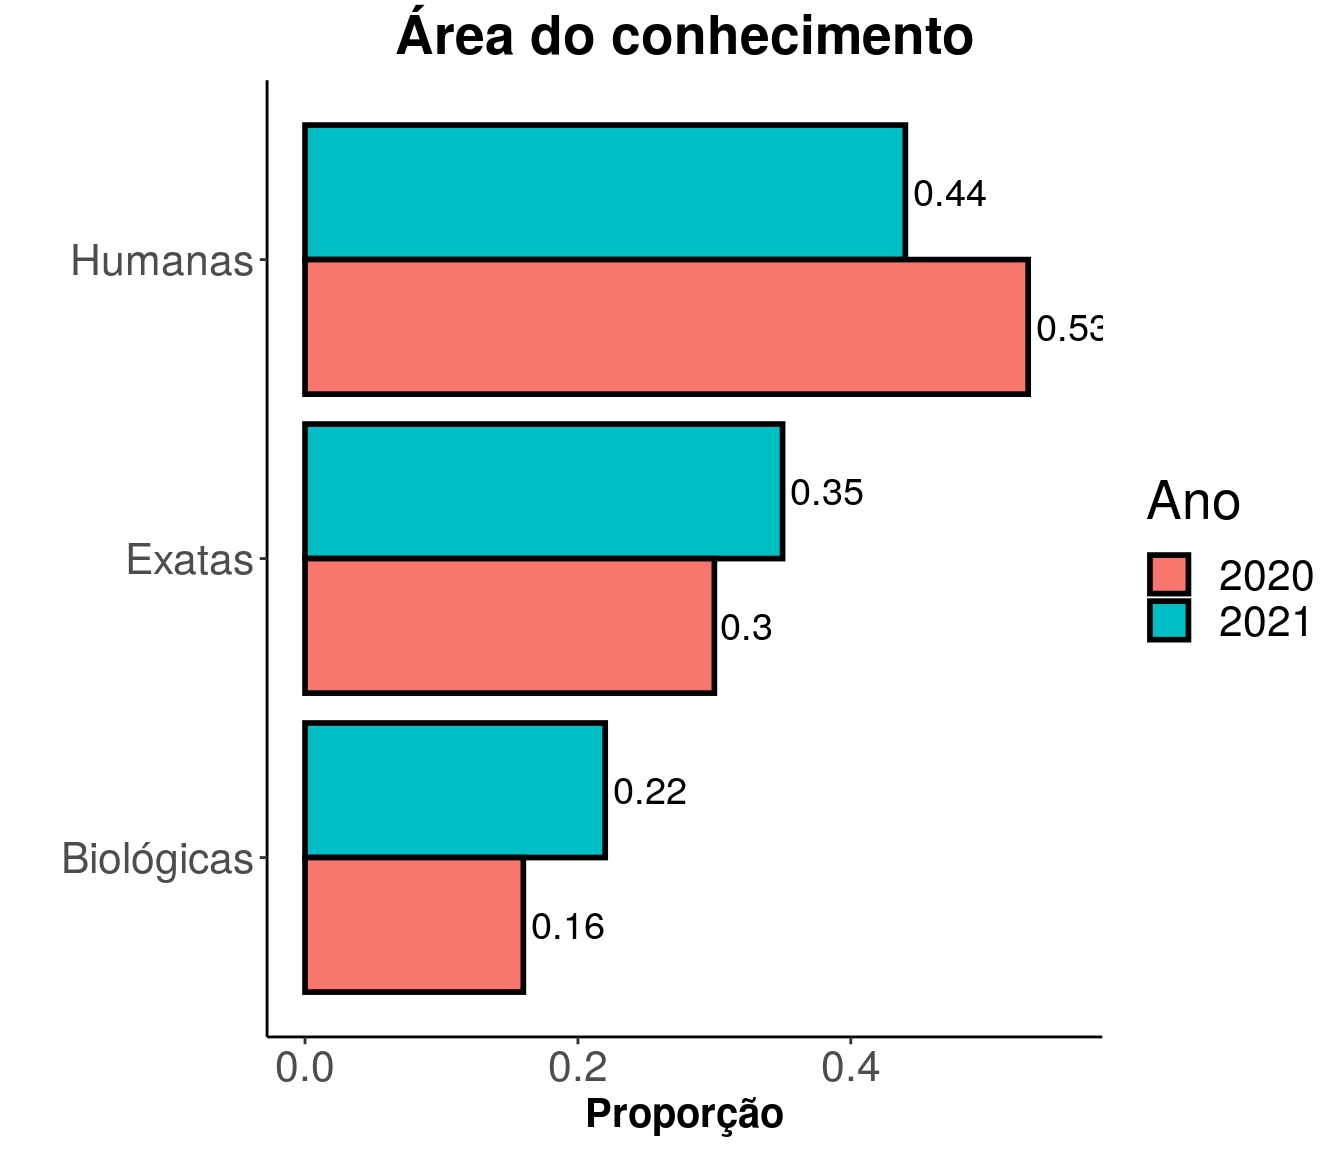 Área do conhecimento
Humanas
0.44
0.53
Exatas
0.35
0.3
Biológicas
0.22
0.16
0.0 0.2 0.4
Proporção
Ano
2020
2021